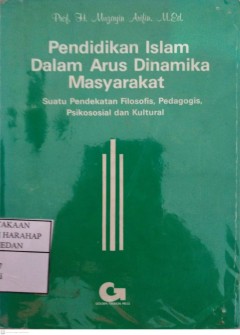 Prof. H. Muzayyin Arifin, M.Ed.
Pendidikan Islam
Dalam Arus Dinamika
Masyarakat
Suatu Pendekatan Filosofis, Pedagogis,
Psikososial dan Kultural
TAKAAN
HARAHAP
EDAN